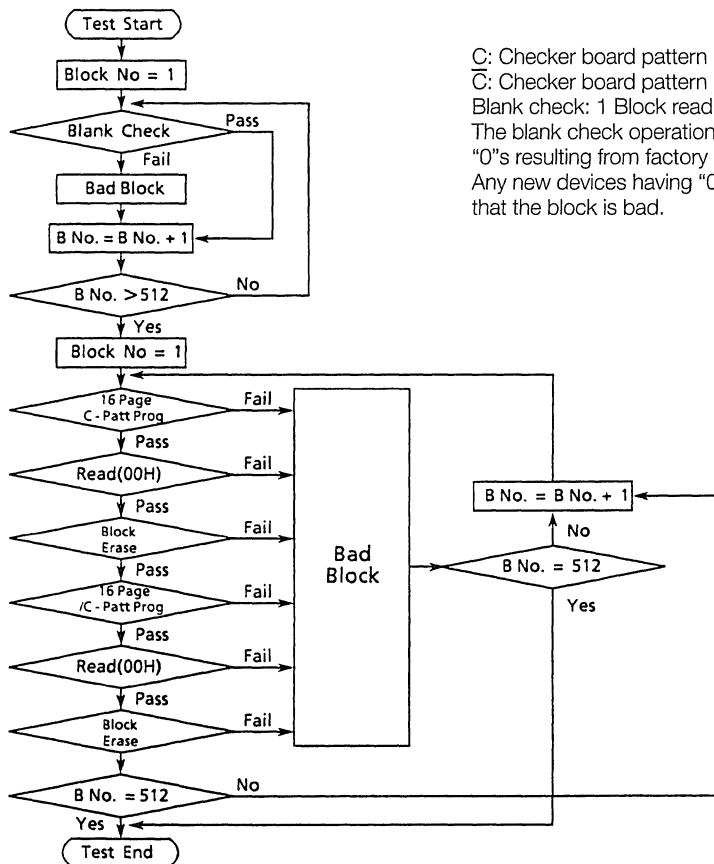 Test Start
Block No = 1
Blank Check
Pass
Fail
Bad Block
B No. = B No. + 1
B No. > 512
No
Yes
Block No = 1
16 Page
C - Patt Prog
Fail
Pass
Read(00H)
Fail
Pass
Block
Erase
Fail
Pass
16 Page
/C - Patt Prog
Fail
Pass
Read(00H)
Fail
Pass
Block
Erase
Fail
B No. = 512
No
Yes
Test End
Bad
Block
B No. = B No. + 1
No
B No. = 512
Yes
C: Checker board pattern
C̅: Checker board pattern
Blank check: 1 Block read
The blank check operation
“0”s resulting from factory
Any new devices having “0
that the block is bad.